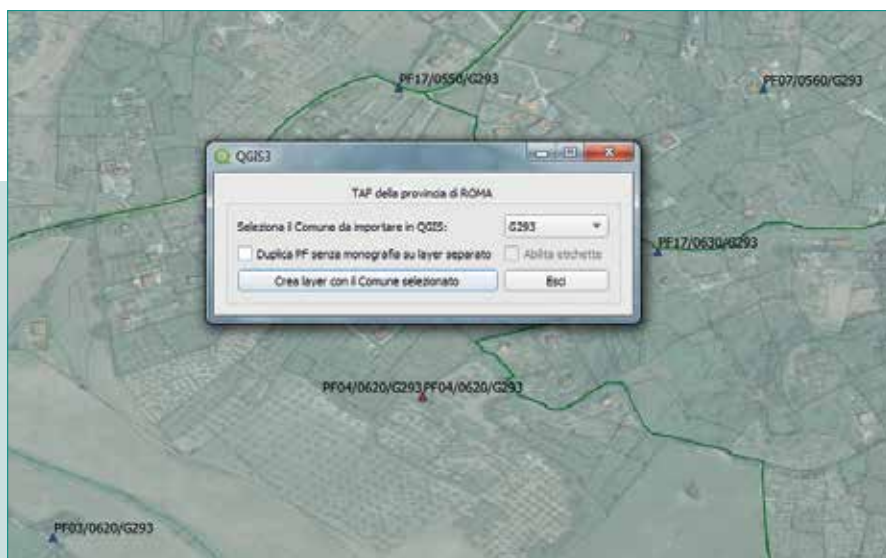 PF17/0550/G293
PF07/0560/G293
QGIS3
TAF della provincia di ROMA
Seleziona il Comune da importare in QGIS:
G293
PF17/0630/G293
Duplica PF senza monografia su layer separato
Abilita etichette
Crea layer con il Comune selezionato
Esci
PF04/0620/G293PF04/0620/G293
PF03/0620/G293